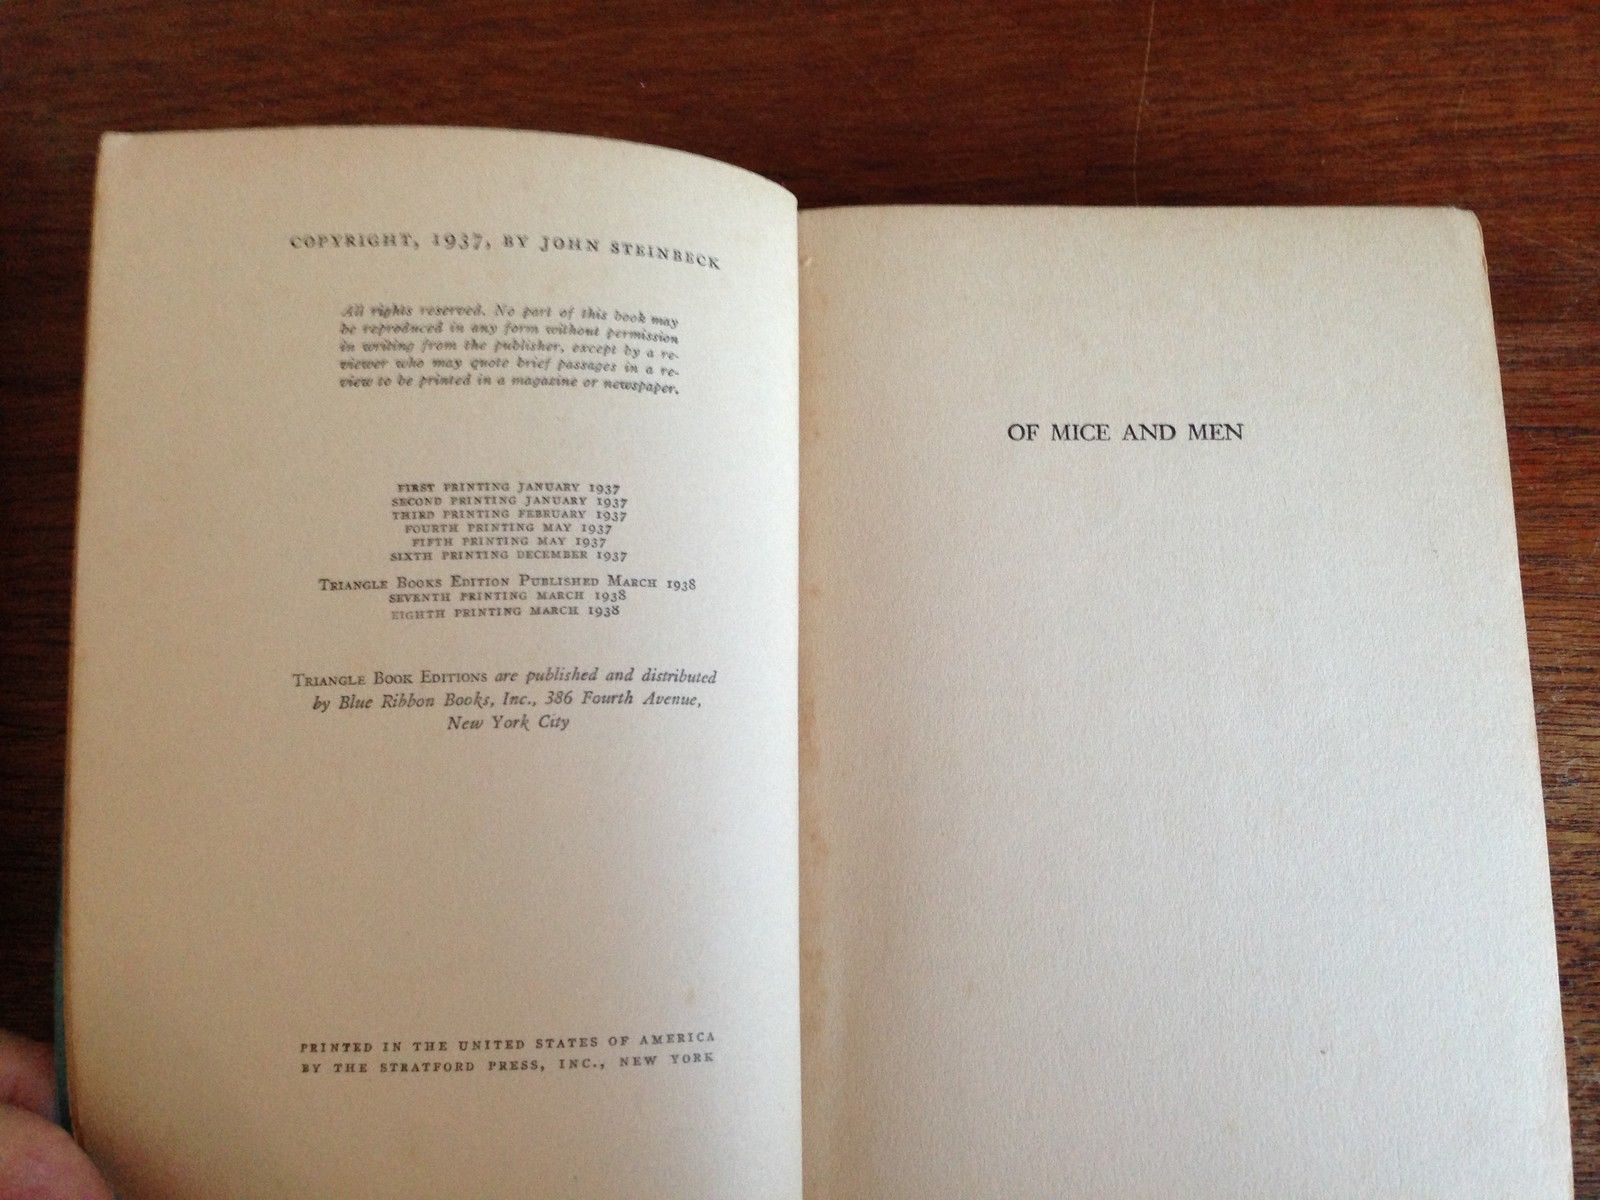 COPYRIGHT, 1937, BY JOHN STEINBECK
All rights reserved. No part of this book may
be reproduced in any form without permission
in writing from the publisher, except by a re-
viewer who may quote brief passages in a re-
view to be printed in a magazine or newspaper.
FIRST PRINTING JANUARY 1937
SECOND PRINTING JANUARY 1937
THIRD PRINTING FEBRUARY 1937
FOURTH PRINTING MAY 1937
FIFTH PRINTING MAY 1937
SIXTH PRINTING DECEMBER 1937
TRIANGLE BOOKS EDITION PUBLISHED MARCH 1938
SEVENTH PRINTING MARCH 1938
EIGHTH PRINTING MARCH 1938
TRIANGLE BOOK EDITIONS are published and distributed
by Blue Ribbon Books, Inc., 386 Fourth Avenue,
New York City
PRINTED IN THE UNITED STATES OF AMERICA
BY THE STRATFORD PRESS, INC., NEW YORK
OF MICE AND MEN